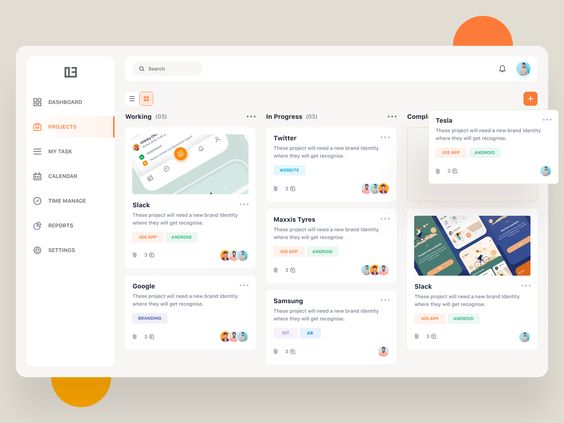 Search
DASHBOARD
PROJECTS
MY TASK
CALENDAR
TIME MANAGE
REPORTS
SETTINGS
Working (03)
Slack
These project will need a new brand Identity
where they will get recognise.
IOS APP
ANDROID
3
Google
These project will need a new brand Identity
where they will get recognise.
BRANDING
3
In Progress (03)
Twitter
These project will need a new brand Identity
where they will get recognise.
WEBSITE
3
Maxxis Tyres
These project will need a new brand Identity
where they will get recognise.
IOS APP
ANDROID
3
Samsung
These project will need a new brand Identity
where they will get recognise.
IOT
AR
3
Comple
Tesla
These project will need a new brand Identity
where they will get recognise.
IOS APP
ANDROID
3
Slack
These project will need a new brand Identity
where they will get recognise.
IOS APP
ANDROID
3